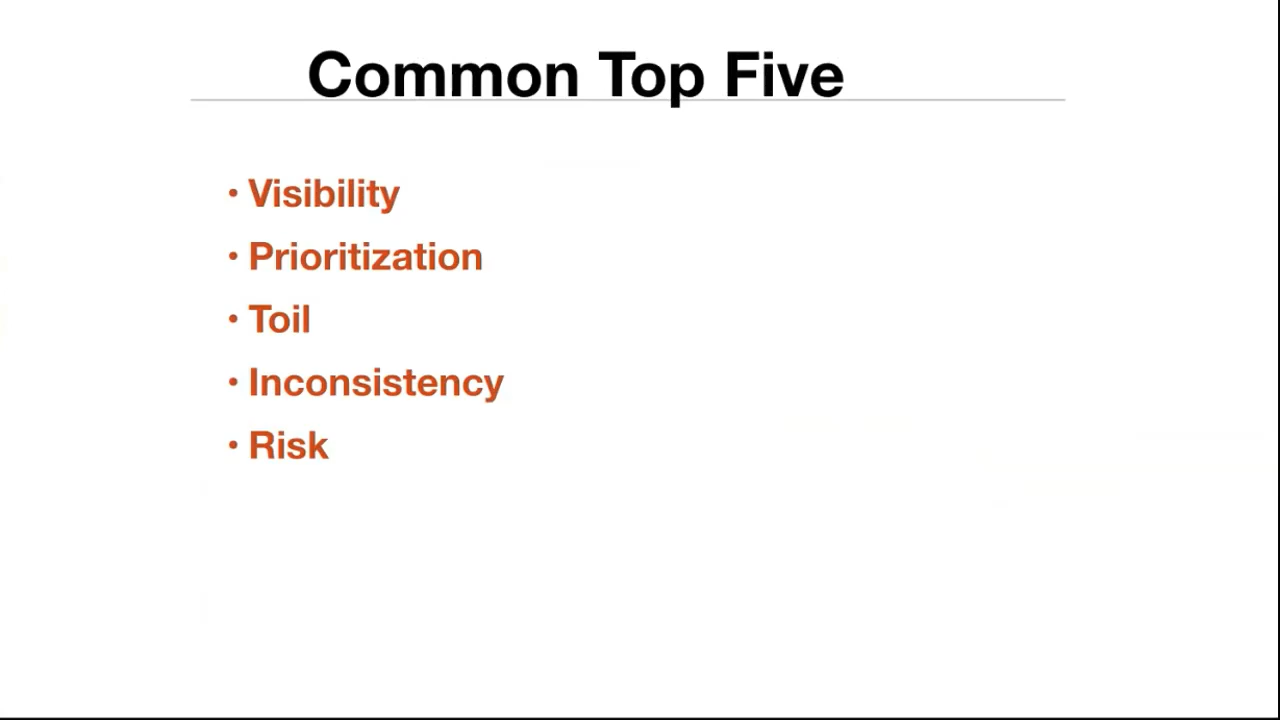 Common Top Five
• Visibility
• Prioritization
• Toil
• Inconsistency
• Risk